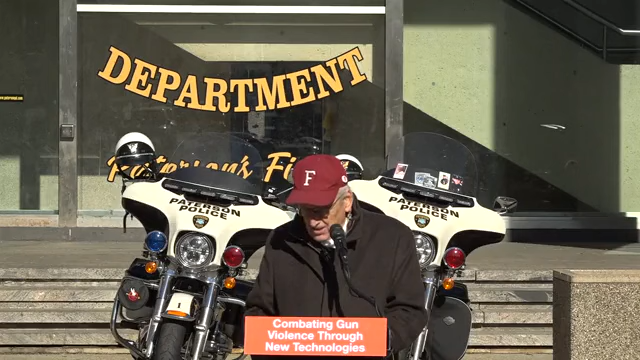 DEPARTMENT
Paterson's Fi
PATERSON
POLICE
PATERSON
POLICE
F
Combating Gun
Violence Through
New Technologies